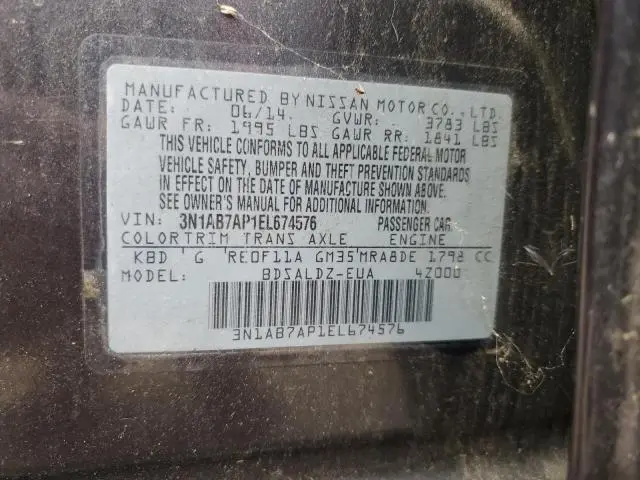 MANUFACTURED BY NISSAN MOTOR CO., LTD.
DATE: 06/14. GVWR: 3783 LBS
GAWR FR: 1995 LBS GAWR RR: 1841 LBS
THIS VEHICLE CONFORMS TO ALL APPLICABLE FEDERAL MOTOR
VEHICLE SAFETY, BUMPER AND THEFT PREVENTION STANDARDS
IN EFFECT ON THE DATE OF MANUFACTURE SHOWN ABOVE.
SEE OWNER'S MANUAL FOR ADDITIONAL INFORMATION.
VIN: 3N1AB7AP1EL674576 PASSENGER CAR
COLOR TRIM TRANS AXLE ENGINE
KBD G RE0F11A GM35 MRA8DE 1798 CC
MODEL: BDSALDZ-EUA 4Z000
3N1AB7AP1EL674576